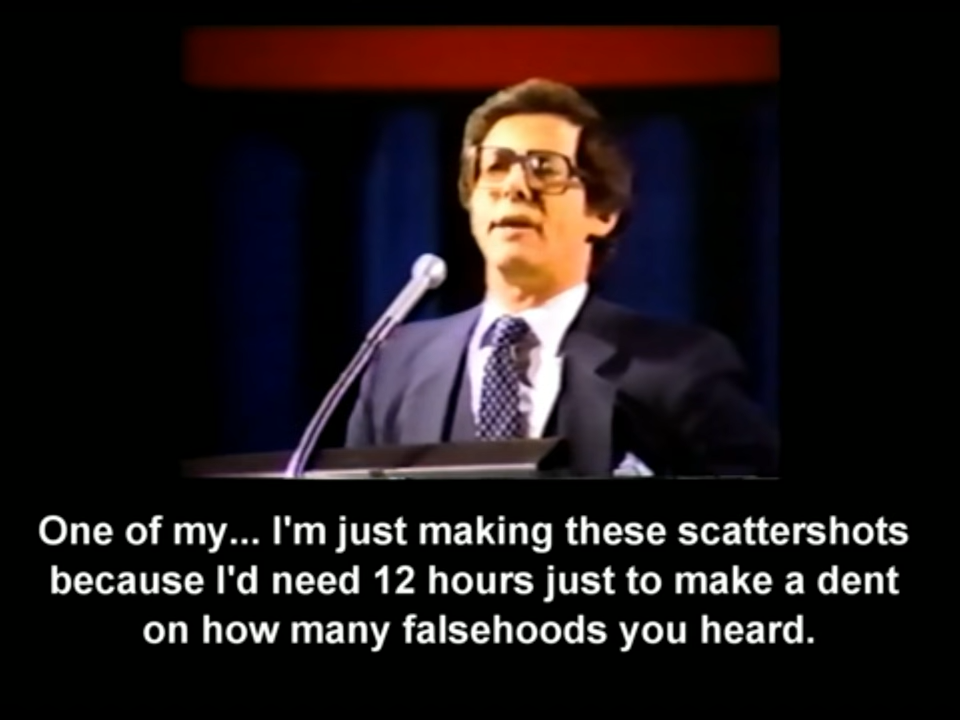 One of my... I'm just making these scattershots
because I'd need 12 hours just to make a dent
on how many falsehoods you heard.